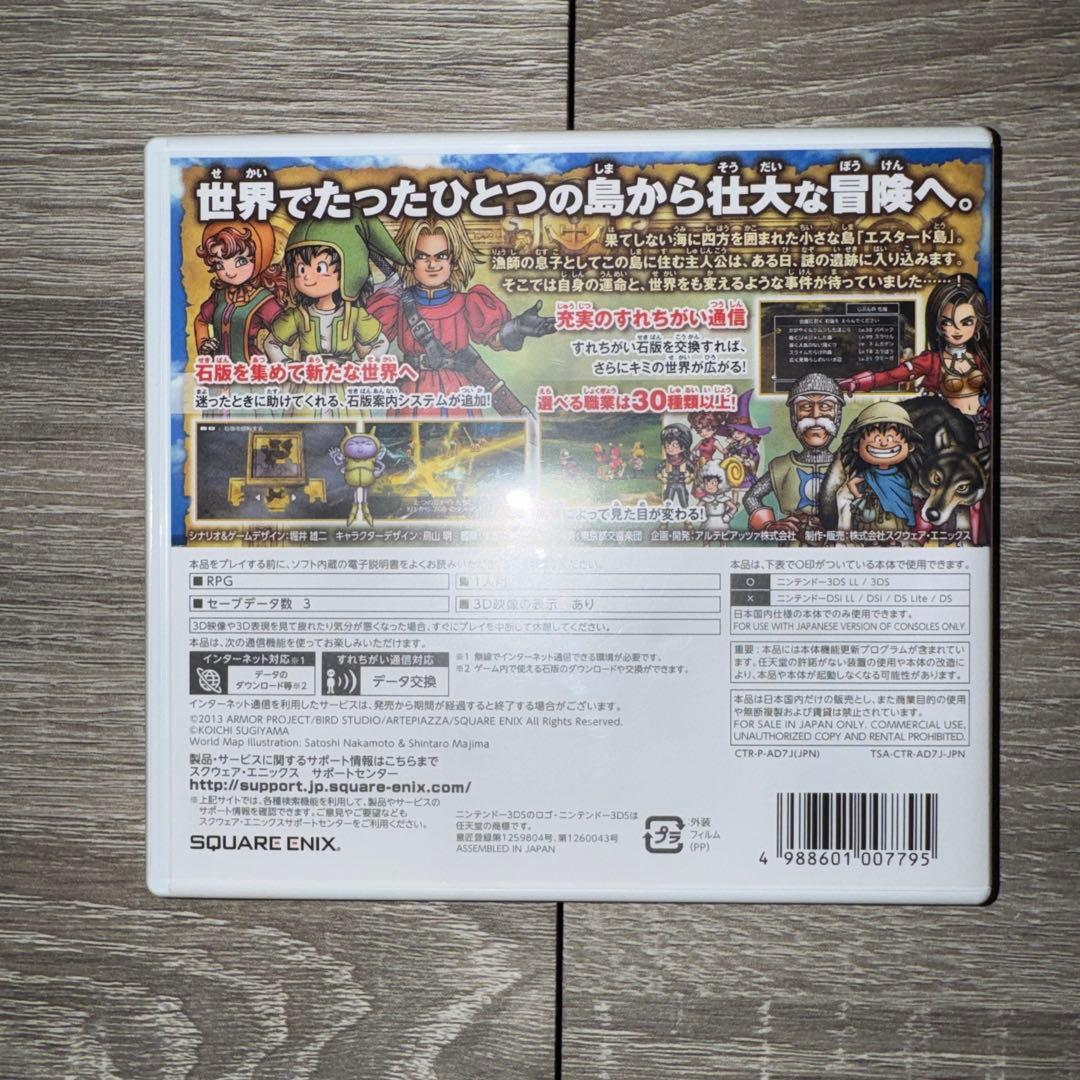 世界でたったひとつの島から壮大な冒険へ。
果てしない海に四方を囲まれた小さな島「エスタード島」。
漁師の息子としてこの島に住む主人公は、ある日、謎の遺跡に入り込みます。
そこでは自身の運命と、世界をも変えるような事件が待っていました……！
充実のすれちがい通信
すれちがい石版を交換すれば、
さらにキミの世界が広がる!
石版を集めて新たな世界へ
迷ったときに助けてくれる、石版案内システムが追加!
選べる職業は30種類以上!
によって見た目が変わる!
シナリオ&ゲームデザイン:堀井 雄二 キャラクターデザイン:鳥山 明
東京都交響楽団 企画・開発:アルテピアッツァ株式会社 制作・販売:株式会社スクウェア・エニックス
本品をプレイする前に、ソフト内蔵の電子説明書をよくお読みいただき
ください。
RPG
1人用
セーブデータ数 3
3D映像の表示 あり
3D映像や3D表現を見て疲れたり気分が悪くなった場合、すぐにプレイを中断して休憩してください。
本品は、次の通信機能を使ってお楽しみいただけます。
インターネット対応※1
データの
ダウンロード等※2
すれちがい通信対応
データ交換
※1 無線でインターネット通信できる環境が必要です。
※2 ゲーム内で使える石版のダウンロードや交換ができます。
インターネット通信を利用したサービスは、発売から期間が経過すると終了する場合がございます。
©2013 ARMOR PROJECT/BIRD STUDIO/ARTEPIAZZA/SQUARE ENIX All Rights Reserved.
©KOICHI SUGIYAMA
World Map Illustration: Satoshi Nakamoto & Shintaro Majima
製品・サービスに関するサポート情報はこちらまで
スクウェア・エニックス サポートセンター
http://support.jp.square-enix.com/
※上記サイトでは、各種検索機能を利用して、製品やサービスの
サポート情報を確認できます。ご意見やご要望なども
スクウェア・エニックスサポートセンターをご利用ください。
SQUARE ENIX®
ニンテンドー3DSのロゴ・ニンテンドー3DSは
任天堂の商標です。
意匠登録第1259804号、第1260043号
ASSEMBLED IN JAPAN
本品は、下表で○印がついている本体で使用できます。
○ ニンテンドー3DS LL / 3DS
× ニンテンドーDSi LL / DSi / DS Lite / DS
日本国内仕様の本体でのみ使用できます。
FOR USE WITH JAPANESE VERSION OF CONSOLES ONLY.
重要：本品には本体機能更新プログラムが含まれていま
す。任天堂の許諾がない装置の使用や本体の改造によ
り、本品や本体が起動しなくなる可能性があります。
本品は日本国内だけの販売とし、また商業目的の使用
や無断複製および賃貸は禁止されています。
FOR SALE IN JAPAN ONLY. COMMERCIAL USE,
UNAUTHORIZED COPY AND RENTAL PROHIBITED.
CTR-P-AD7J(JPN) TSA-CTR-AD7J-JPN
プラ
:外装
フィルム
(PP)
4 988601 007795